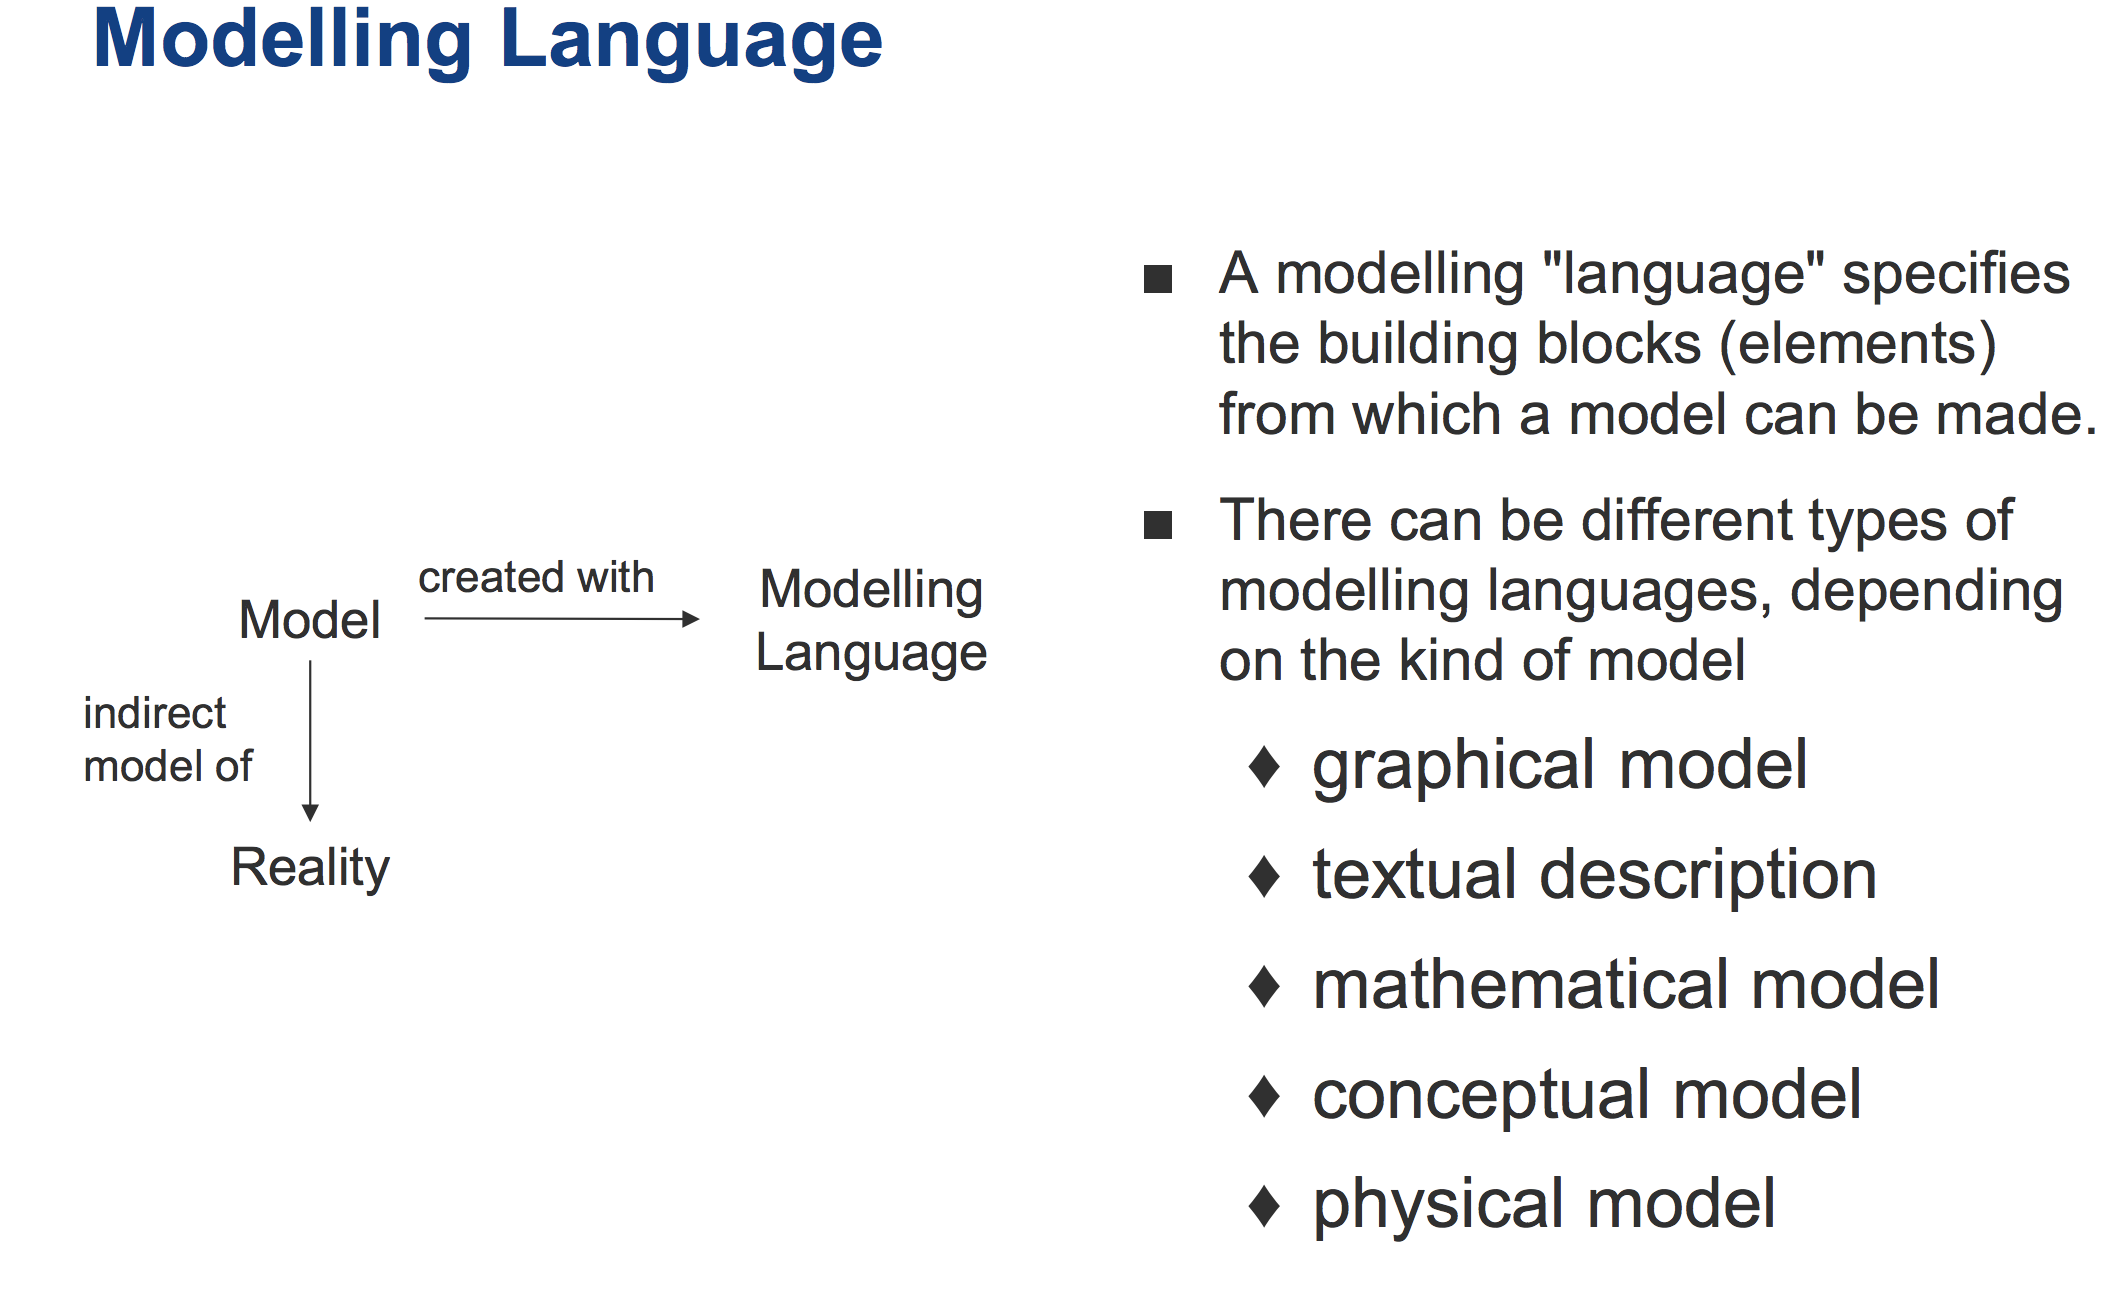 Modelling Language
created with
Model
Modelling
Language
indirect
model of
Reality
■ A modelling "language" specifies
the building blocks (elements)
from which a model can be made.
■ There can be different types of
modelling languages, depending
on the kind of model
♦ graphical model
♦ textual description
♦ mathematical model
♦ conceptual model
♦ physical model